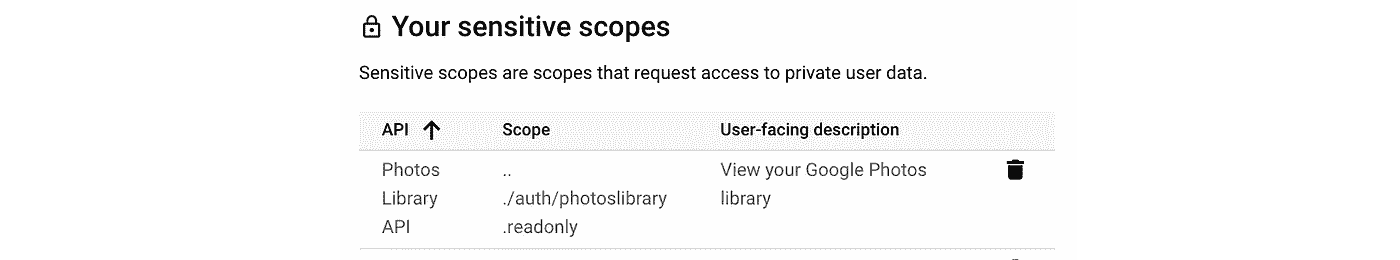 Your sensitive scopes
Sensitive scopes are scopes that request access to private user data.
API Scope User-facing description
Photos .. View your Google Photos
Library ./auth/photoslibrary library
API .readonly